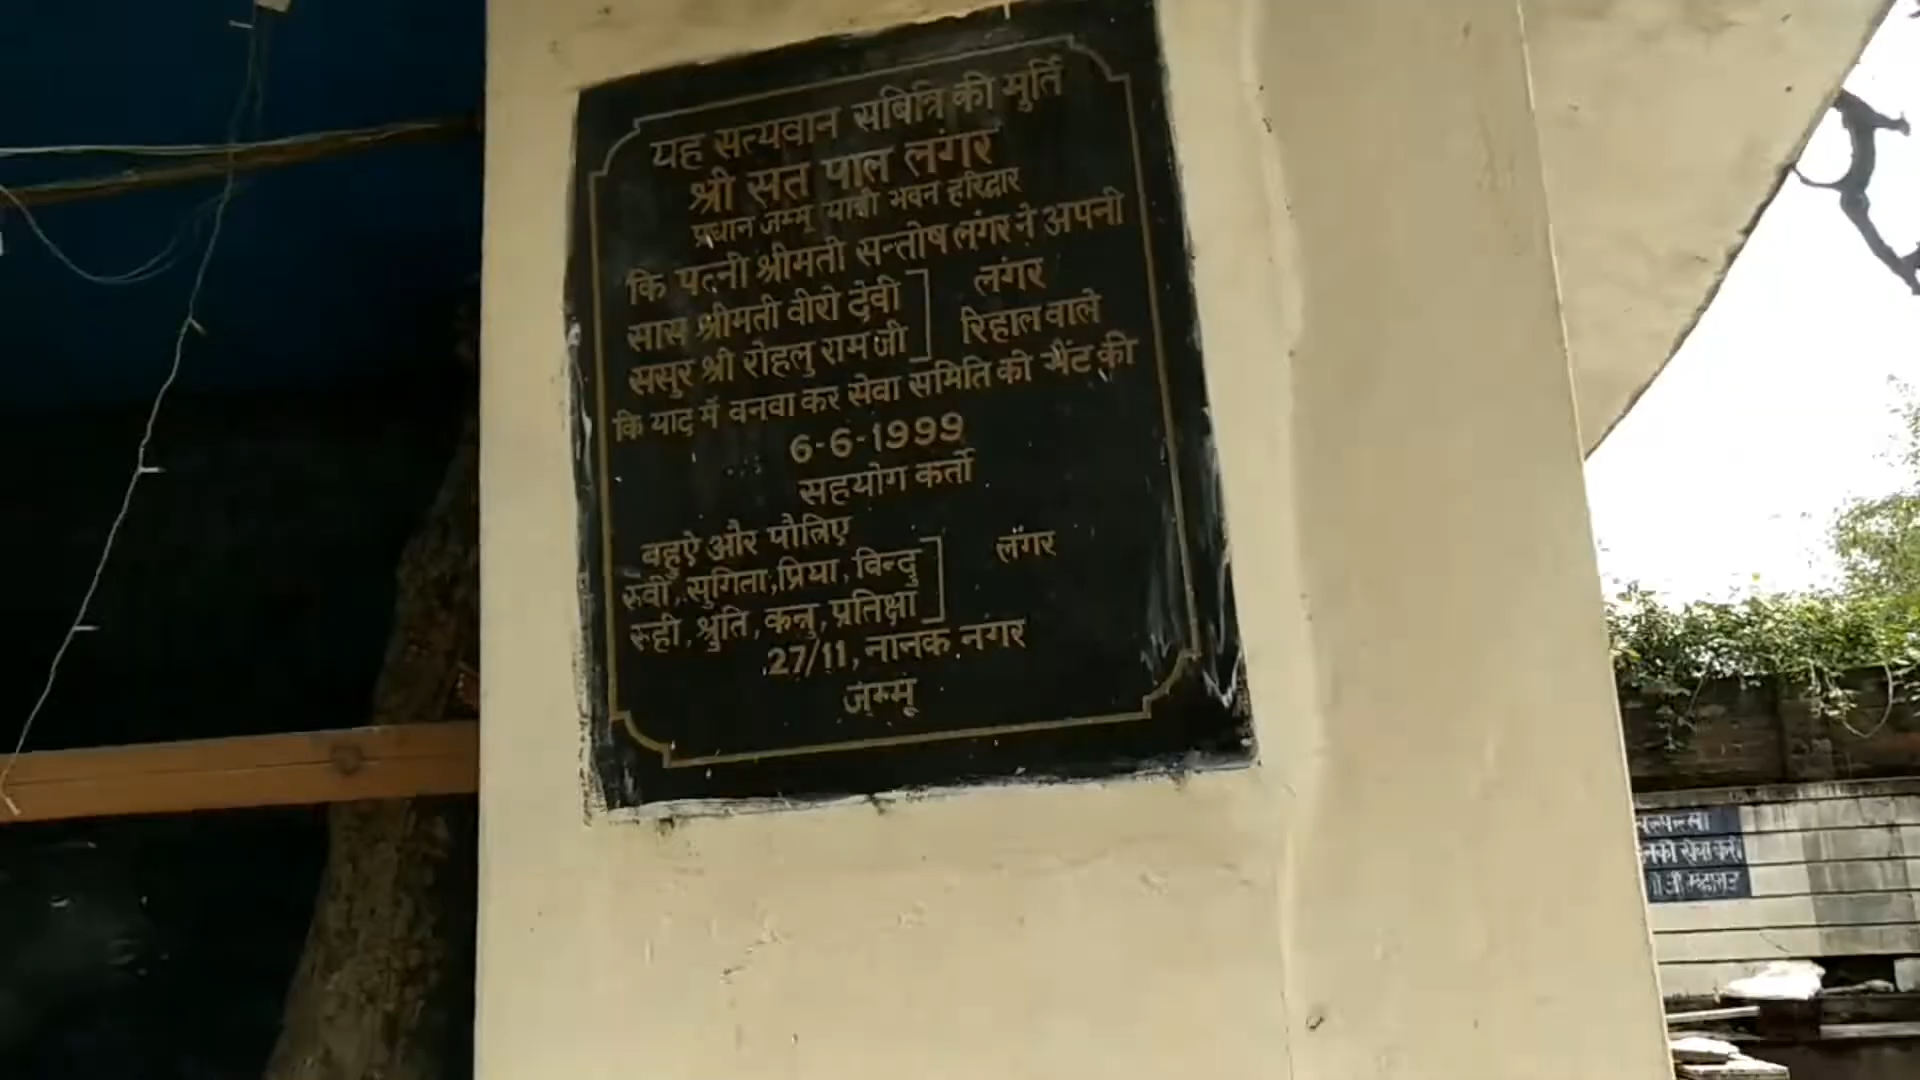 यह सत्यवान सबित्रि की मुर्ति
श्री सत पाल लंगर
प्रधान जम्मू यात्री भवन हरिद्वार
कि पत्नी श्रीमती सन्तोष लंगर ने अपनी
सास श्रीमती वीरो देवी लंगर
ससुर श्री रोहलु राम जी रिहाल वाले
कि याद में बनवा कर सेवा समिति को भेंट की
6-6-1999
सहयोग कर्तो
बहुऐ और पौत्रिए
रुवी, सुगिता, प्रिया, विन्दु लंगर
रुही, श्रुति, कन्नु, प्रतिक्षा
27/11, नानक नगर
जम्मू